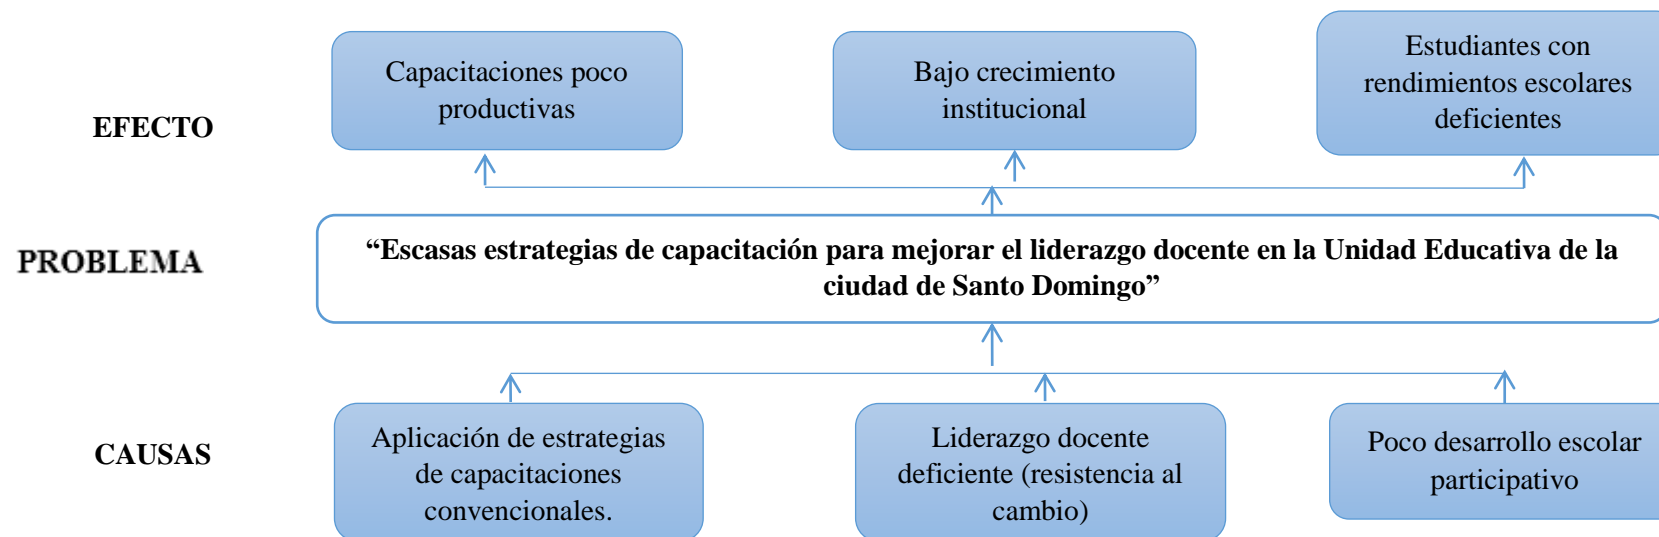 Capacitaciones poco
productivas
Bajo crecimiento
institucional
Estudiantes con
rendimientos escolares
deficientes
EFECTO
PROBLEMA
“Escasas estrategias de capacitación para mejorar el liderazgo docente en la Unidad Educativa de la
ciudad de Santo Domingo”
CAUSAS
Aplicación de estrategias
de capacitaciones
convencionales.
Liderazgo docente
deficiente (resistencia al
cambio)
Poco desarrollo escolar
participativo